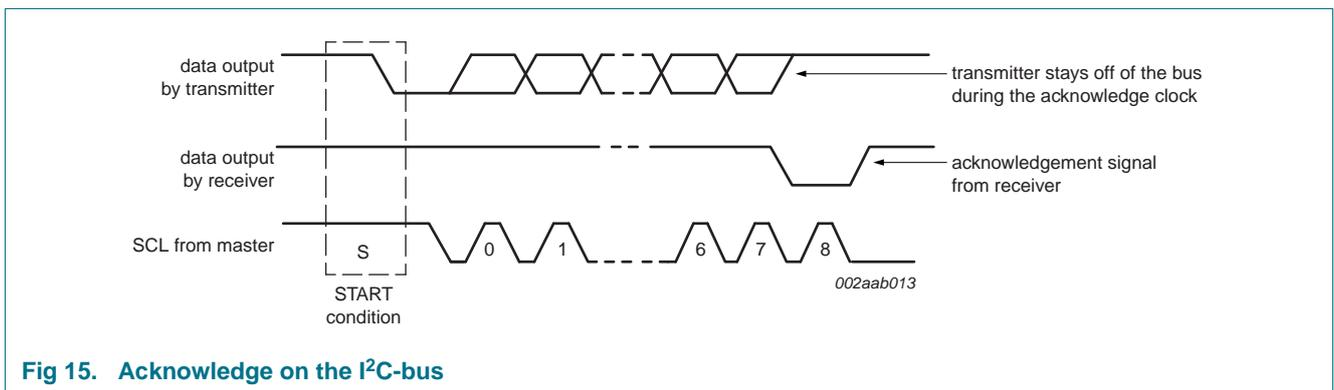 data output
by transmitter
transmitter stays off of the bus
during the acknowledge clock
data output
by receiver
acknowledgement signal
from receiver
SCL from master
S
0
1
6
7
8
002aab013
START
condition
Fig 15. Acknowledge on the I²C-bus